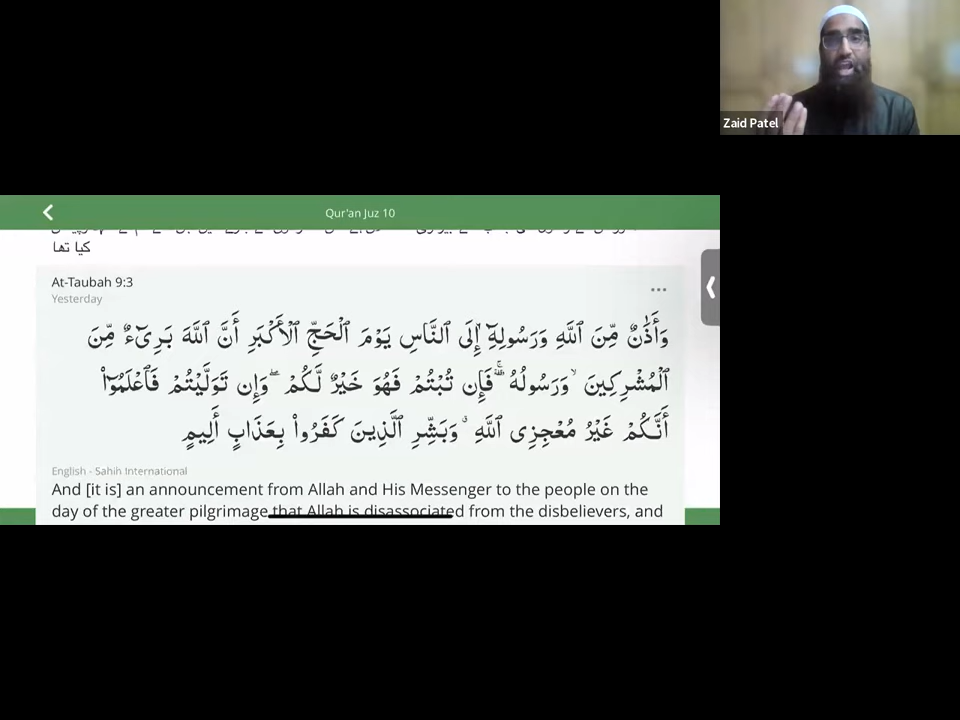 Zaid Patel
Qur'an Juz 10
کیا تھا
At-Taubah 9:3
Yesterday
وَأَذَٰنٌ مِّنَ ٱللَّهِ وَرَسُولِهِۦٓ إِلَى ٱلنَّاسِ يَوْمَ ٱلْحَجِّ ٱلْأَكْبَرِ أَنَّ ٱللَّهَ بَرِىٓءٌ مِّنَ
ٱلْمُشْرِكِينَ ۙ وَرَسُولُهُۥ ۚ فَإِن تُبْتُمْ فَهُوَ خَيْرٌ لَّكُمْ ۖ وَإِن تَوَلَّيْتُمْ فَٱعْلَمُوٓا۟
أَنَّكُمْ غَيْرُ مُعْجِزِى ٱللَّهِ ۗ وَبَشِّرِ ٱلَّذِينَ كَفَرُوا۟ بِعَذَابٍ أَلِيمٍ
English - Sahih International
And [it is] an announcement from Allah and His Messenger to the people on the
day of the greater pilgrimage that Allah is disassociated from the disbelievers, and